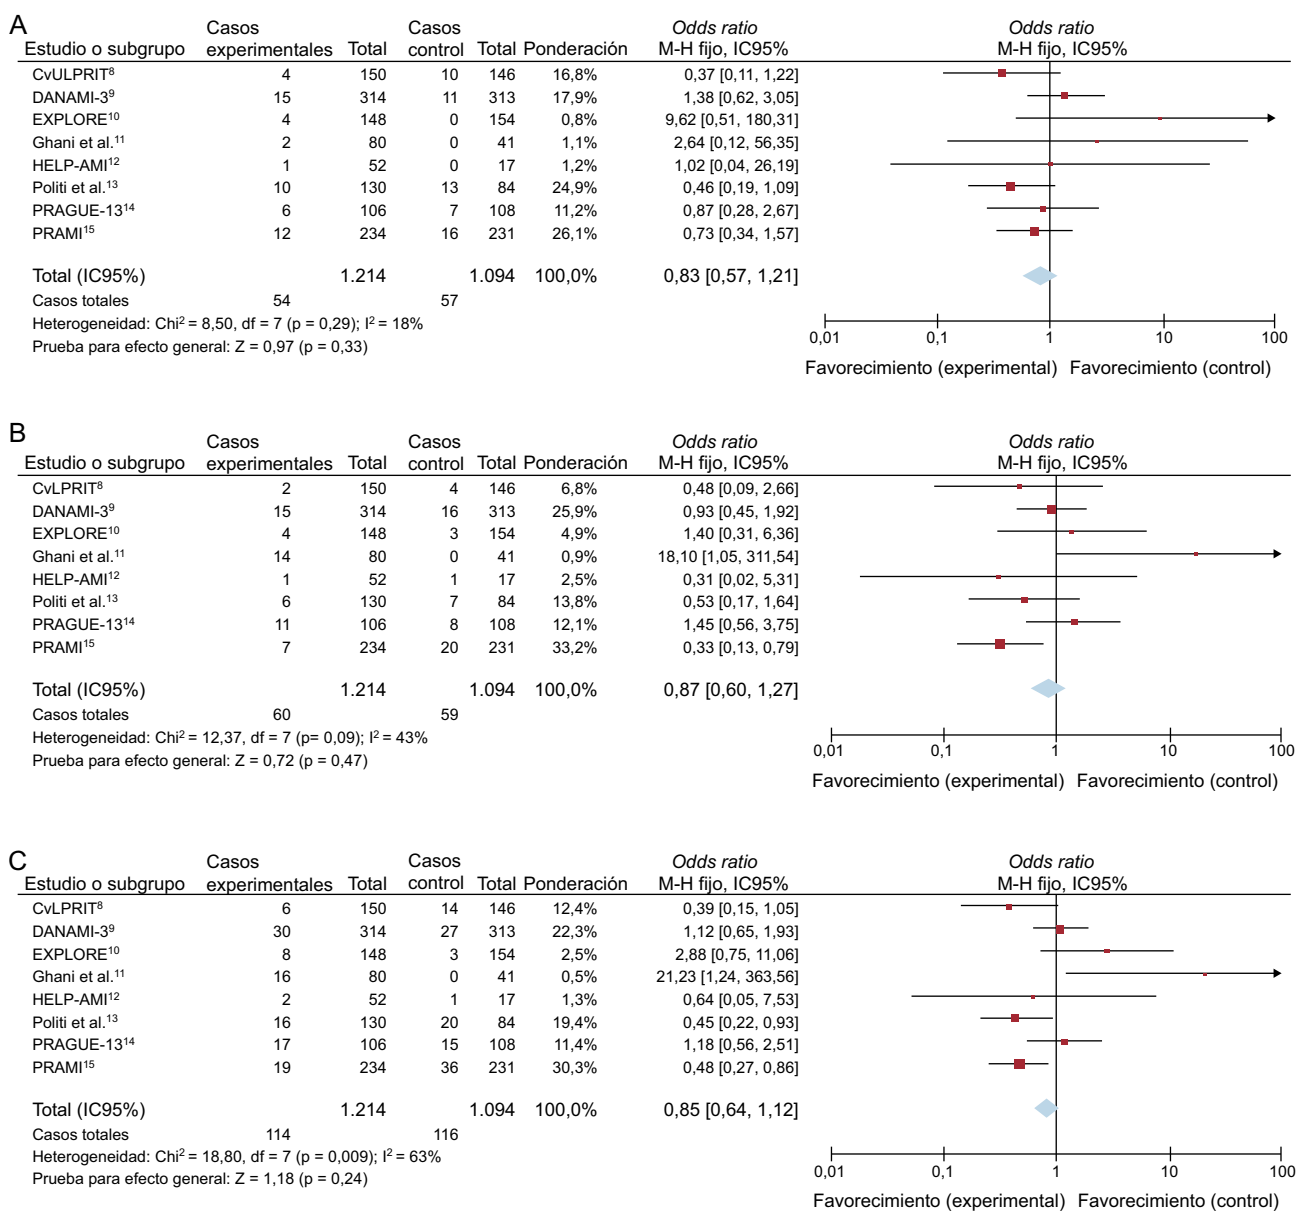 A
Casos Casos Odds ratio Odds ratio
Estudio o subgrupo experimentales Total control Total Ponderación M-H fijo, IC95% M-H fijo, IC95%
CvULPRIT8 4 150 10 146 16,8% 0,37 [0,11, 1,22]
DANAMI-39 15 314 11 313 17,9% 1,38 [0,62, 3,05]
EXPLORE10 4 148 0 154 0,8% 9,62 [0,51, 180,31]
Ghani et al.11 2 80 0 41 1,1% 2,64 [0,12, 56,35]
HELP-AMI12 1 52 0 17 1,2% 1,02 [0,04, 26,19]
Politi et al.13 10 130 13 84 24,9% 0,46 [0,19, 1,09]
PRAGUE-1314 6 106 7 108 11,2% 0,87 [0,28, 2,67]
PRAMI15 12 234 16 231 26,1% 0,73 [0,34, 1,57]
Total (IC95%) 1.214 1.094 100,0% 0,83 [0,57, 1,21]
Casos totales 54 57
Heterogeneidad: Chi2 = 8,50, df = 7 (p = 0,29); I2 = 18%
Prueba para efecto general: Z = 0,97 (p = 0,33)
0,01 0,1 1 10 100
Favorecimiento (experimental) Favorecimiento (control)
B
Casos Casos Odds ratio Odds ratio
Estudio o subgrupo experimentales Total control Total Ponderación M-H fijo, IC95% M-H fijo, IC95%
CvLPRIT8 2 150 4 146 6,8% 0,48 [0,09, 2,66]
DANAMI-39 15 314 16 313 25,9% 0,93 [0,45, 1,92]
EXPLORE10 4 148 3 154 4,9% 1,40 [0,31, 6,36]
Ghani et al.11 14 80 0 41 0,9% 18,10 [1,05, 311,54]
HELP-AMI12 1 52 1 17 2,5% 0,31 [0,02, 5,31]
Politi et al.13 6 130 7 84 13,8% 0,53 [0,17, 1,64]
PRAGUE-1314 11 106 8 108 12,1% 1,45 [0,56, 3,75]
PRAMI15 7 234 20 231 33,2% 0,33 [0,13, 0,79]
Total (IC95%) 1.214 1.094 100,0% 0,87 [0,60, 1,27]
Casos totales 60 59
Heterogeneidad: Chi2 = 12,37, df = 7 (p= 0,09); I2 = 43%
Prueba para efecto general: Z = 0,72 (p = 0,47)
0,01 0,1 1 10 100
Favorecimiento (experimental) Favorecimiento (control)
C
Casos Casos Odds ratio Odds ratio
Estudio o subgrupo experimentales Total control Total Ponderación M-H fijo, IC95% M-H fijo, IC95%
CvLPRIT8 6 150 14 146 12,4% 0,39 [0,15, 1,05]
DANAMI-39 30 314 27 313 22,3% 1,12 [0,65, 1,93]
EXPLORE10 8 148 3 154 2,5% 2,88 [0,75, 11,06]
Ghani et al.11 16 80 0 41 0,5% 21,23 [1,24, 363,56]
HELP-AMI12 2 52 1 17 1,3% 0,64 [0,05, 7,53]
Politi et al.13 16 130 20 84 19,4% 0,45 [0,22, 0,93]
PRAGUE-1314 17 106 15 108 11,4% 1,18 [0,56, 2,51]
PRAMI15 19 234 36 231 30,3% 0,48 [0,27, 0,86]
Total (IC95%) 1.214 1.094 100,0% 0,85 [0,64, 1,12]
Casos totales 114 116
Heterogeneidad: Chi2 = 18,80, df = 7 (p = 0,009); I2 = 63%
Prueba para efecto general: Z = 1,18 (p = 0,24)
0,01 0,1 1 10 100
Favorecimiento (experimental) Favorecimiento (control)